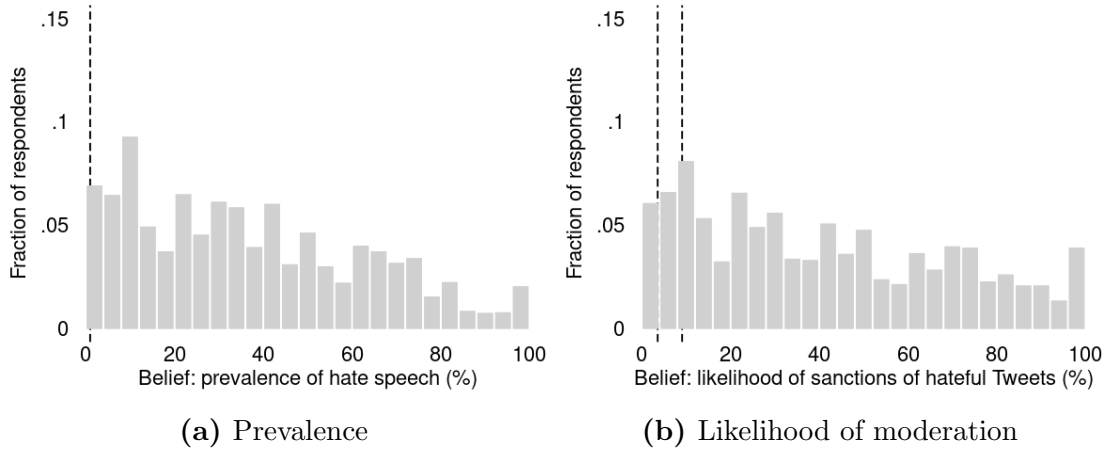 .15
.1
.05
0
Fraction of respondents
0 20 40 60 80 100
Belief: prevalence of hate speech (%)
(a) Prevalence
.15
.1
.05
0
Fraction of respondents
0 20 40 60 80 100
Belief: likelihood of sanctions of hateful Tweets (%)
(b) Likelihood of moderation